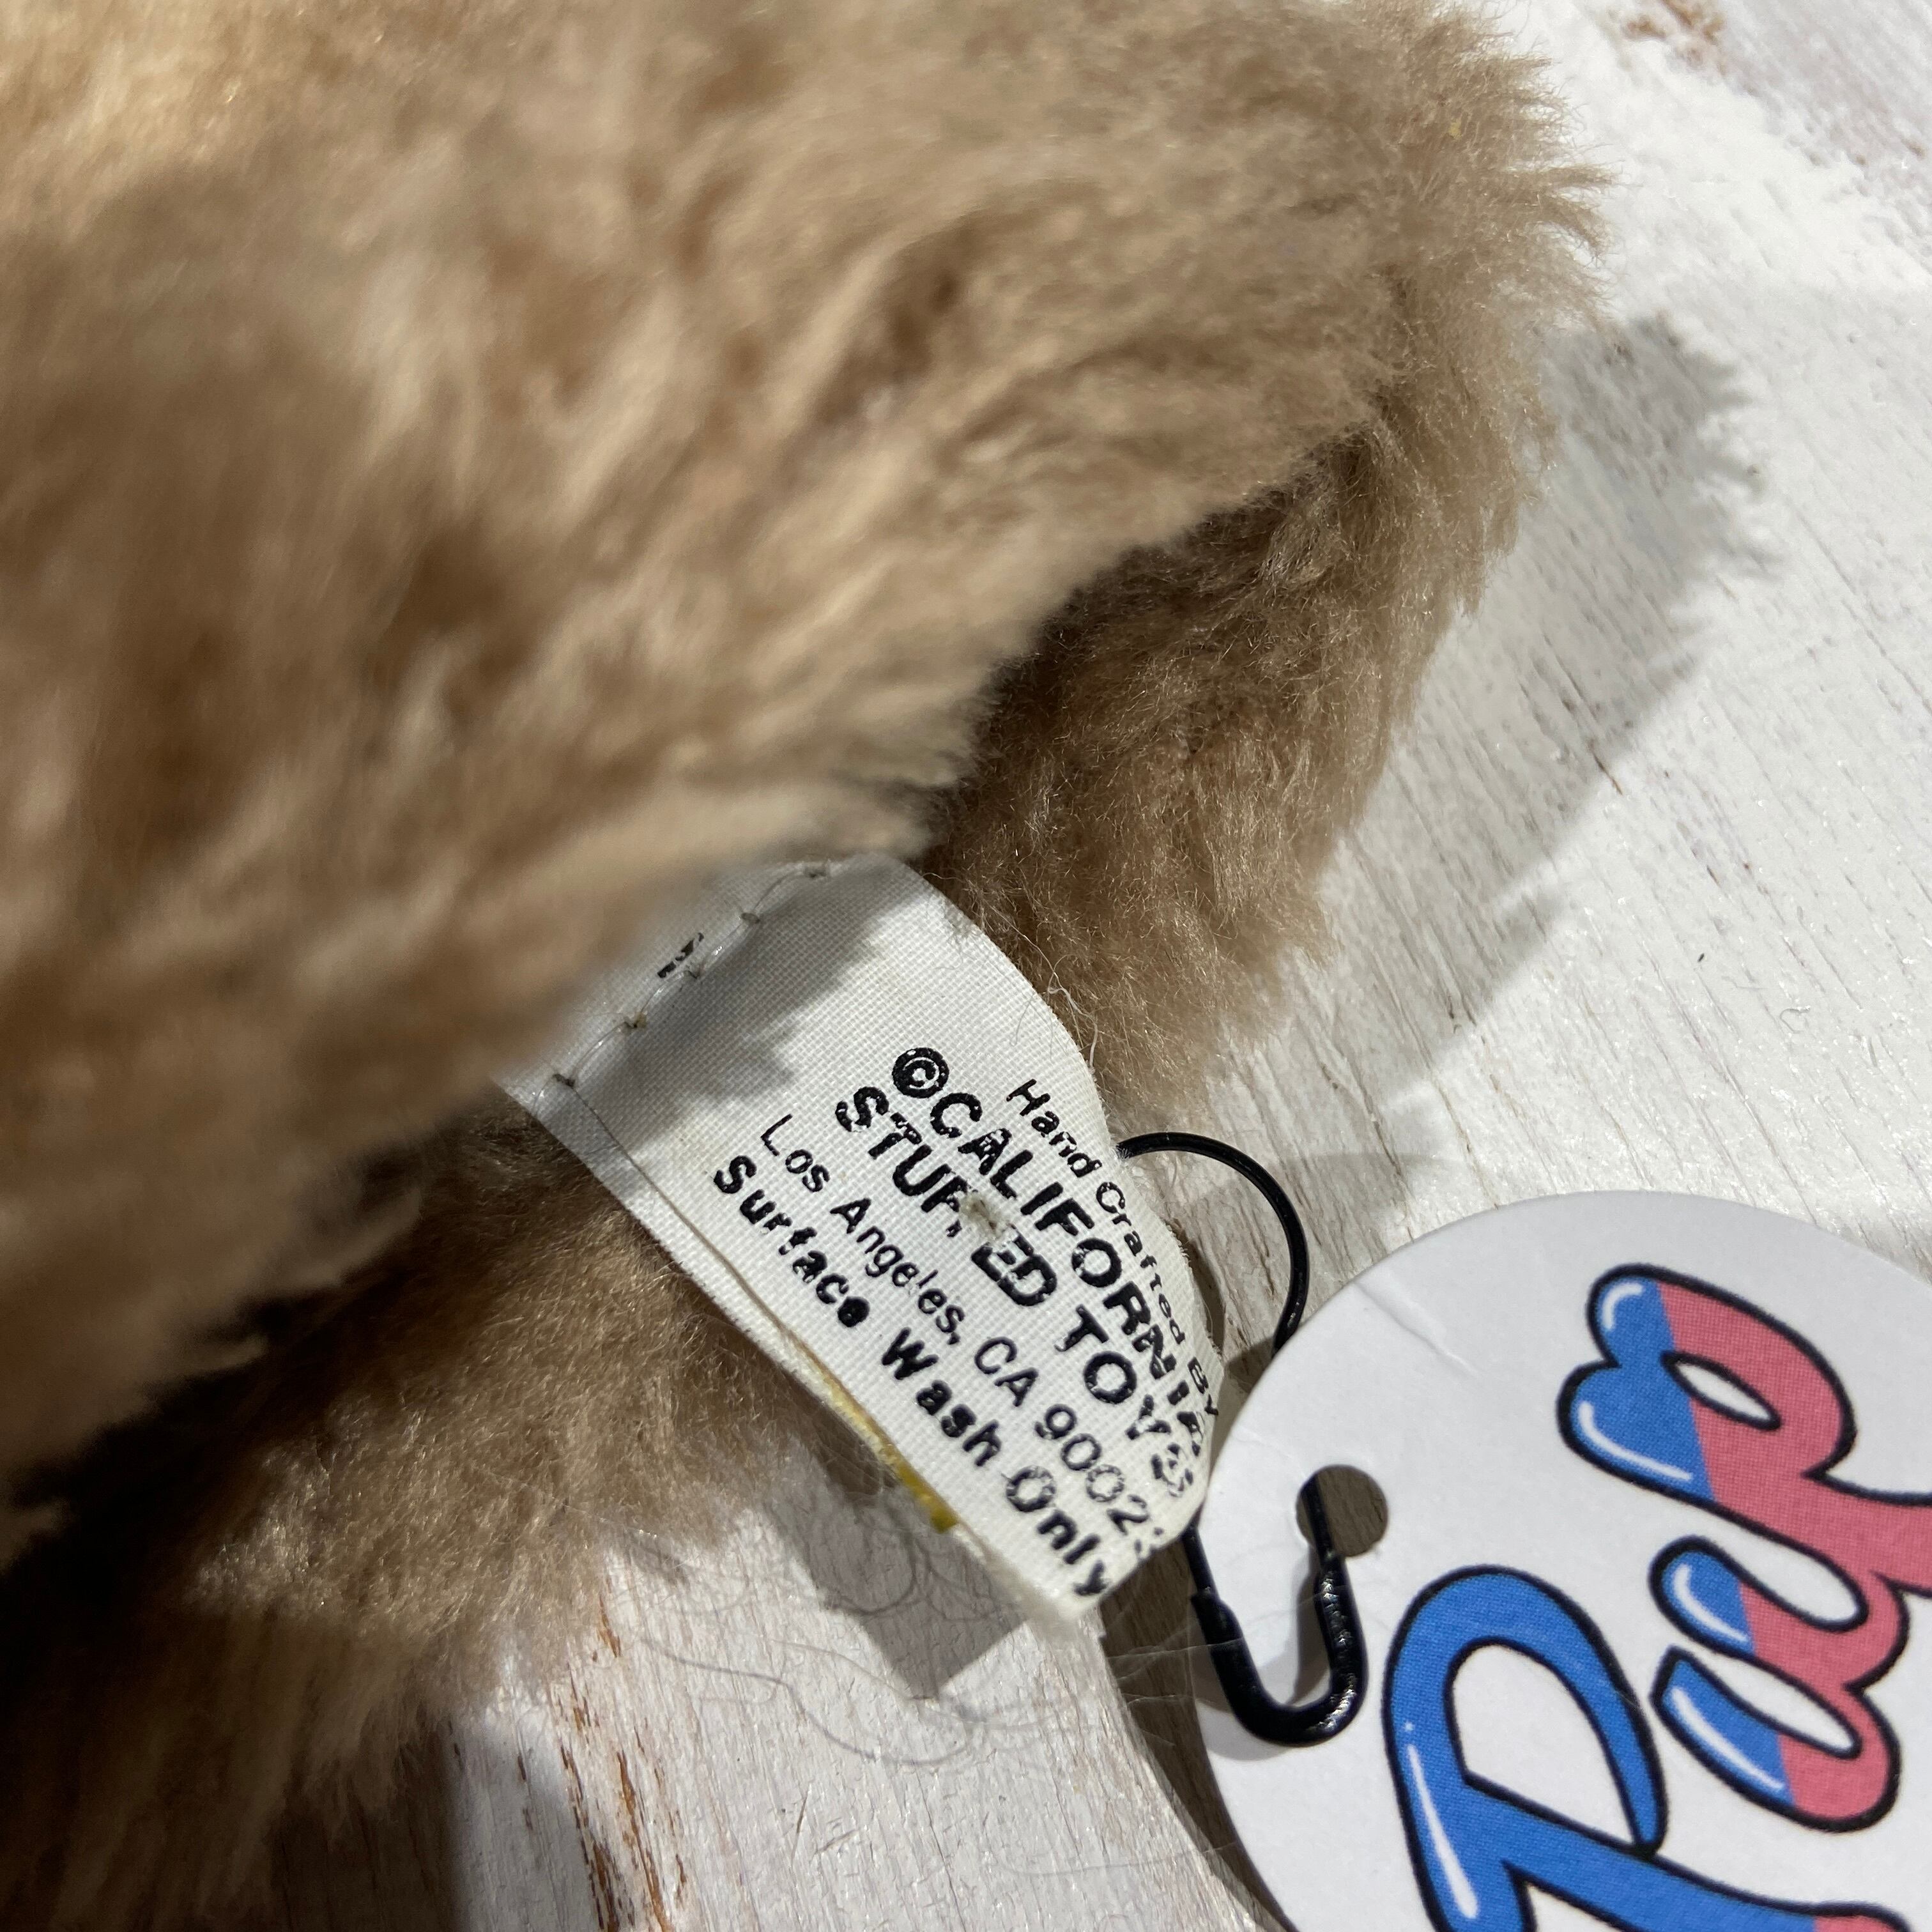 Hand Crafted By
©CALIFORNIA
STUFFED TOYS
Los Angeles, CA 9002
Surface Wash Only